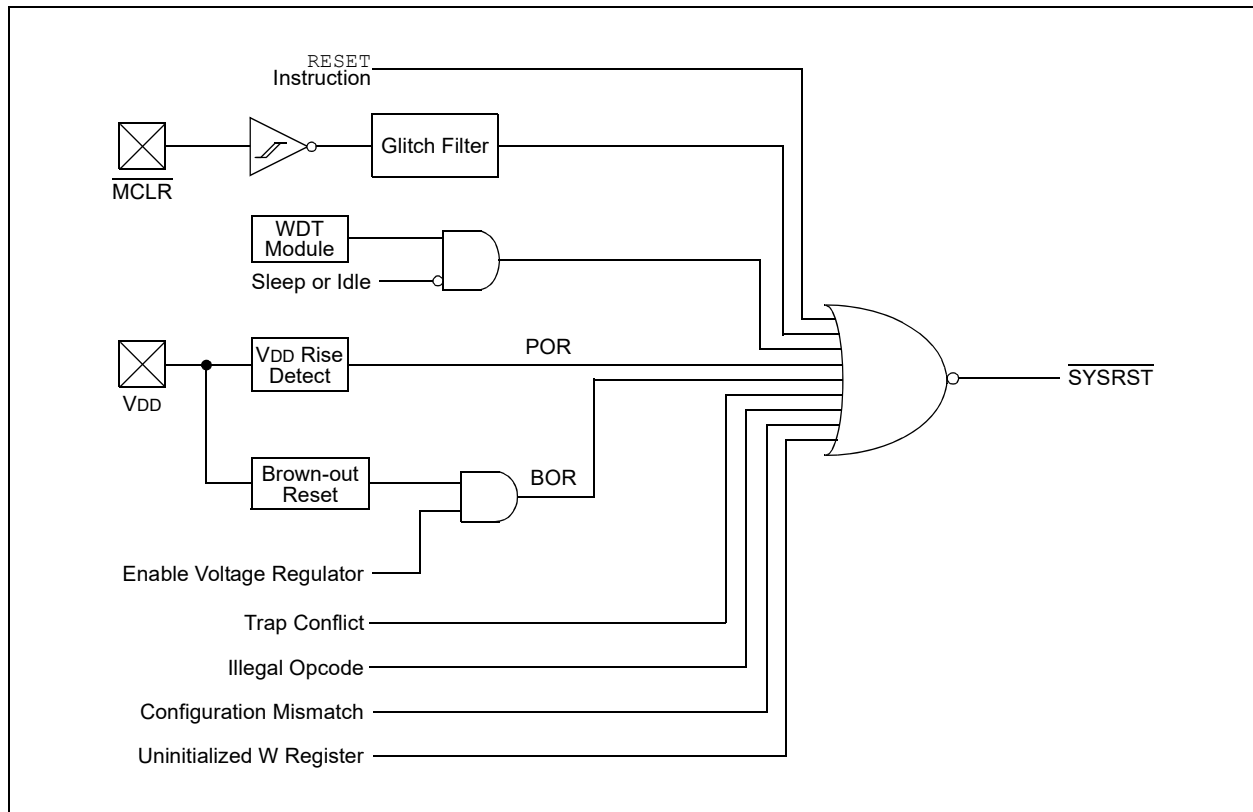 RESET
Instruction
Glitch Filter
MCLR
WDT
Module
Sleep or Idle
VDD Rise
Detect
POR
VDD
SYSRST
Brown-out
Reset
BOR
Enable Voltage Regulator
Trap Conflict
Illegal Opcode
Configuration Mismatch
Uninitialized W Register